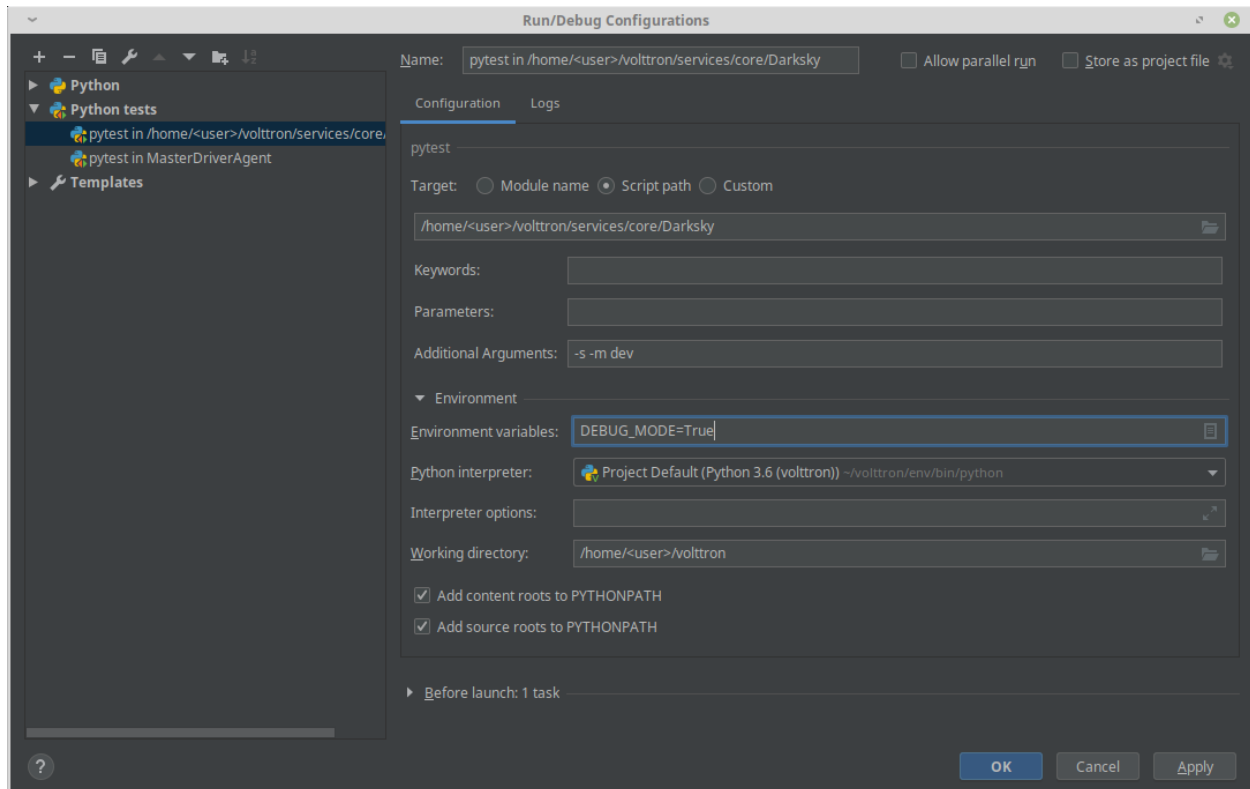 Run/Debug Configurations
Name: pytest in /home/<user>/volttron/services/core/Darksky
Allow parallel run
Store as project file
Python
Python tests
pytest in /home/<user>/volttron/services/core/
pytest in MasterDriverAgent
Templates
Configuration Logs
pytest
Target: Module name Script path Custom
/home/<user>/volttron/services/core/Darksky
Keywords:
Parameters:
Additional Arguments: -s -m dev
Environment
Environment variables: DEBUG_MODE=True
Python interpreter: Project Default (Python 3.6 (volttron)) ~/volttron/env/bin/python
Interpreter options:
Working directory: /home/<user>/volttron
Add content roots to PYTHONPATH
Add source roots to PYTHONPATH
Before launch: 1 task
? OK Cancel Apply